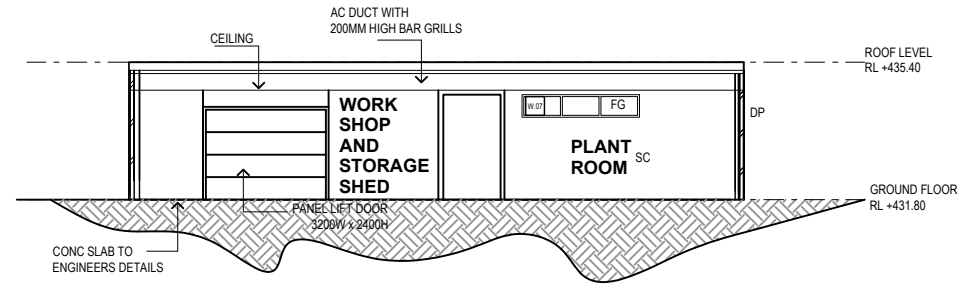 AC DUCT WITH
200MM HIGH BAR GRILLS
CEILING
ROOF LEVEL
RL +435.40
WORK
SHOP
AND
STORAGE
SHED
W.07
FG
DP
PLANT
ROOM
SC
GROUND FLOOR
RL +431.80
PANEL LIFT DOOR
3200W x 2400H
CONC SLAB TO
ENGINEERS DETAILS